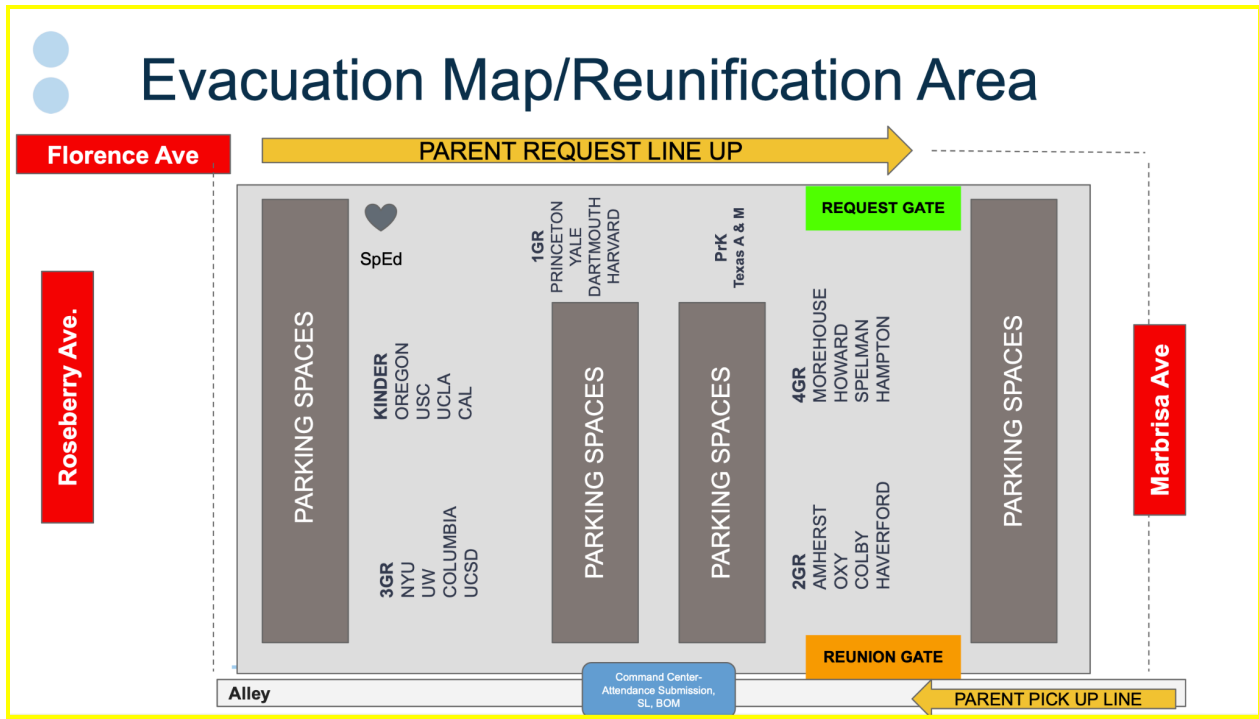 Evacuation Map/Reunification Area
Florence Ave
PARENT REQUEST LINE UP
REQUEST GATE
Roseberry Ave.
PARKING SPACES
SpEd
KINDER
OREGON
USC
UCLA
CAL
3GR
NYU
UW
COLUMBIA
UCSD
1GR
PRINCETON
YALE
DARTMOUTH
HARVARD
PARKING SPACES
PrK
Texas A & M
PARKING SPACES
4GR
MOREHOUSE
HOWARD
SPELMAN
HAMPTON
2GR
AMHERST
OXY
COLBY
HAVERFORD
PARKING SPACES
Marbrisa Ave
REUNION GATE
Alley
Command Center-
Attendance Submission,
SL, BOM
PARENT PICK UP LINE